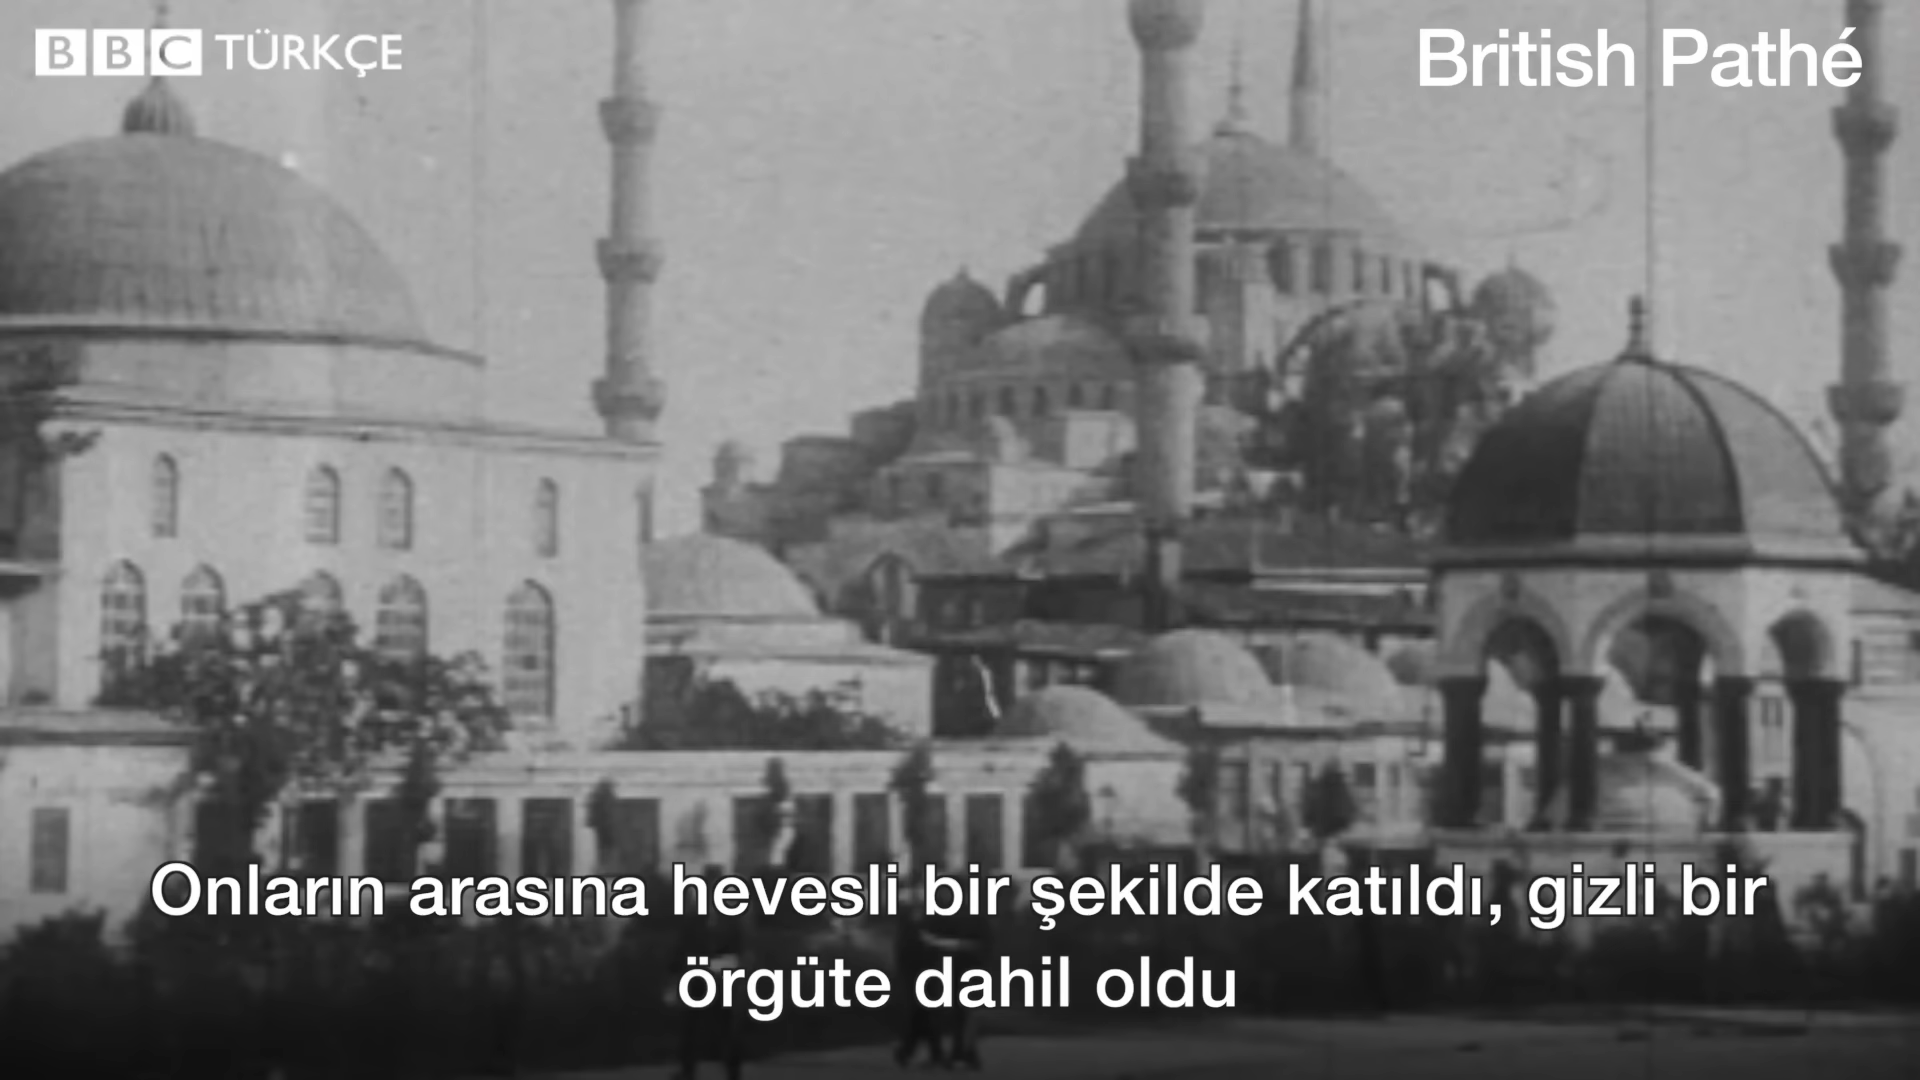 BBC TÜRKÇE
British Pathé
Onların arasına hevesli bir şekilde katıldı, gizli bir
örgüte dahil oldu